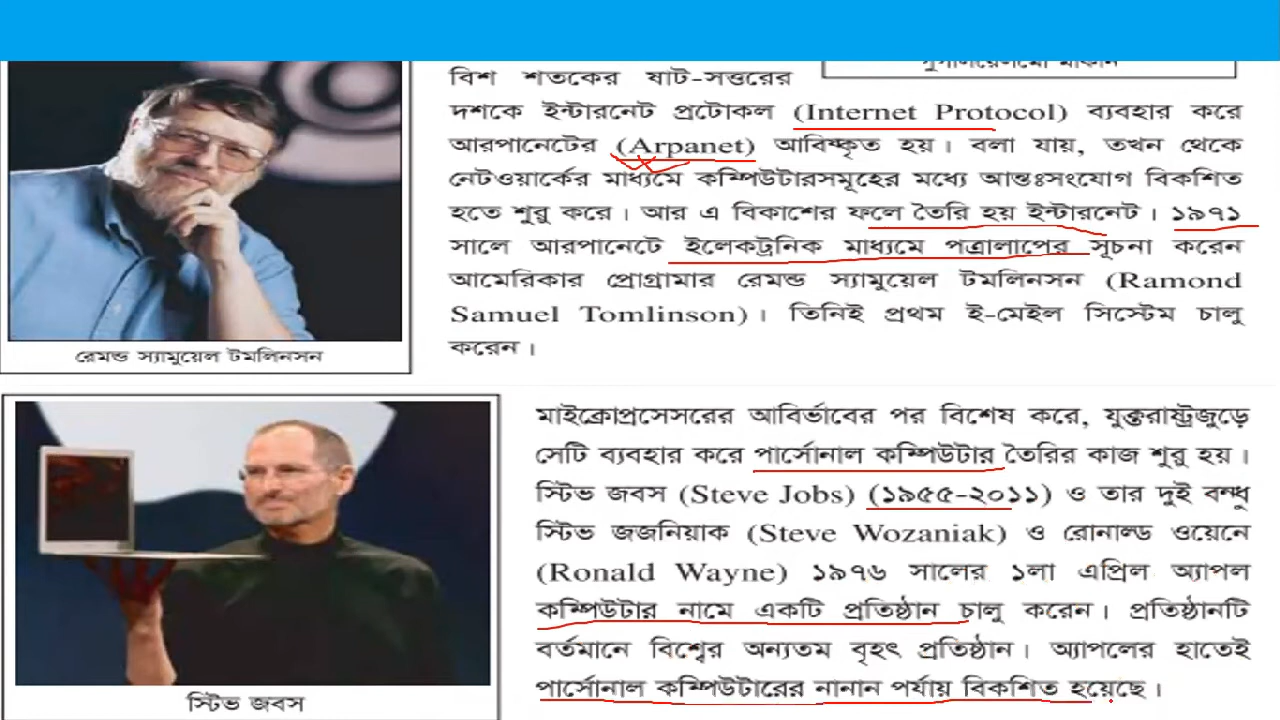 বিশ শতকের ষাট-সত্তরের
দশকে ইন্টারনেট প্রটোকল (Internet Protocol) ব্যবহার করে
আরপানেটের (Arpanet) আবিষ্কৃত হয়। বলা যায়, তখন থেকে
নেটওয়ার্কের মাধ্যমে কম্পিউটারসমূহের মধ্যে আন্তঃসংযোগ বিকশিত
হতে শুরু করে। আর এ বিকাশের ফলে তৈরি হয় ইন্টারনেট। ১৯৭১
সালে আরপানেটে ইলেকট্রনিক মাধ্যমে পত্রালাপের সূচনা করেন
আমেরিকার প্রোগ্রামার রেমন্ড স্যামুয়েল টমলিনসন (Ramond
Samuel Tomlinson)। তিনিই প্রথম ই-মেইল সিস্টেম চালু
করেন।
রেমন্ড স্যামুয়েল টমলিনসন
মাইক্রোপ্রসেসরের আবির্ভাবের পর বিশেষ করে, যুক্তরাষ্ট্রজুড়ে
সেটি ব্যবহার করে পার্সোনাল কম্পিউটার তৈরির কাজ শুরু হয়।
স্টিভ জবস (Steve Jobs) (১৯৫৫-২০১১) ও তার দুই বন্ধু
স্টিভ জজনিয়াক (Steve Wozaniak) ও রোনাল্ড ওয়েনে
(Ronald Wayne) ১৯৭৬ সালের ১লা এপ্রিল অ্যাপল
কম্পিউটার নামে একটি প্রতিষ্ঠান চালু করেন। প্রতিষ্ঠানটি
বর্তমানে বিশ্বের অন্যতম বৃহৎ প্রতিষ্ঠান। অ্যাপলের হাতেই
পার্সোনাল কম্পিউটারের নানান পর্যায় বিকশিত হয়েছে।
স্টিভ জবস